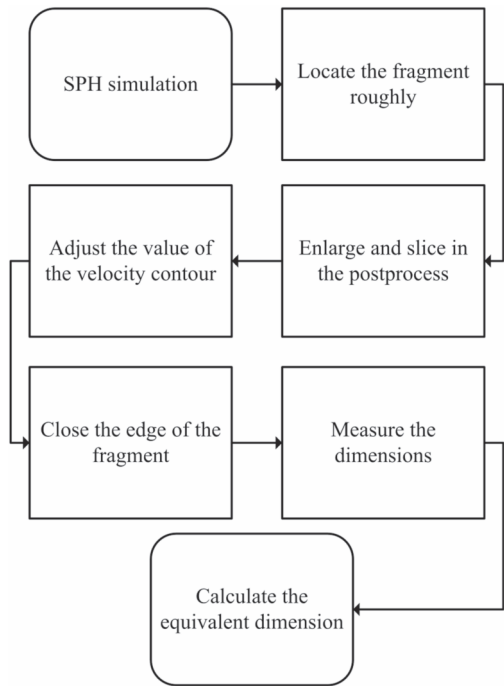 SPH simulation
Locate the fragment
roughly
Enlarge and slice in
the postprocess
Adjust the value of
the velocity contour
Close the edge of the
fragment
Measure the
dimensions
Calculate the
equivalent dimension